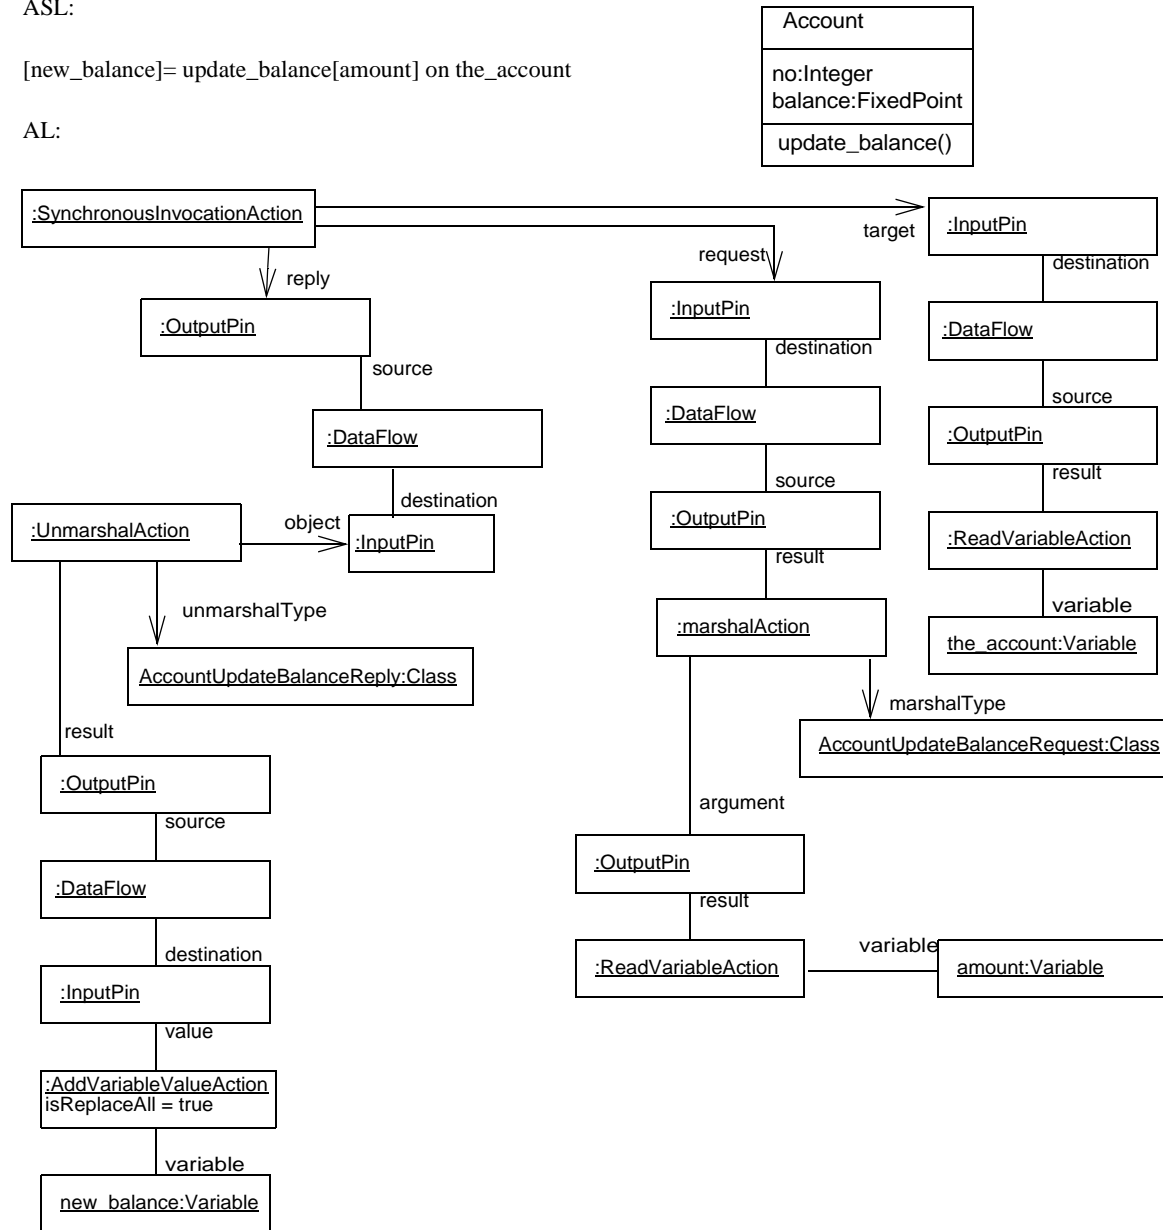 ASL:
[new_balance]= update_balance[amount] on the_account
AL:
Account
no:Integer
balance:FixedPoint
update_balance()
:SynchronousInvocationAction
target
:InputPin
destination
:DataFlow
source
:OutputPin
result
:ReadVariableAction
variable
the_account:Variable
request
:InputPin
destination
:DataFlow
source
:OutputPin
result
:marshalAction
marshalType
AccountUpdateBalanceRequest:Class
argument
:OutputPin
result
:ReadVariableAction
variable
amount:Variable
reply
:OutputPin
source
:DataFlow
destination
:InputPin
object
:UnmarshalAction
unmarshalType
AccountUpdateBalanceReply:Class
result
:OutputPin
source
:DataFlow
destination
:InputPin
value
:AddVariableValueAction
isReplaceAll = true
variable
new_balance:Variable